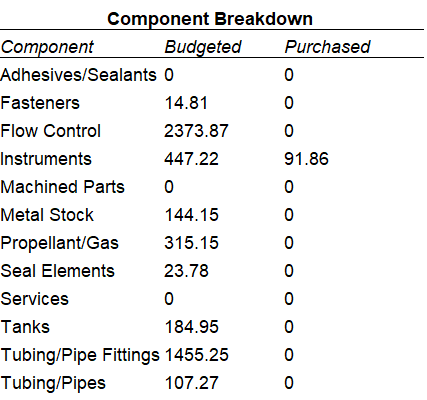 Component Breakdown
Component Budgeted Purchased
Adhesives/Sealants 0 0
Fasteners 14.81 0
Flow Control 2373.87 0
Instruments 447.22 91.86
Machined Parts 0 0
Metal Stock 144.15 0
Propellant/Gas 315.15 0
Seal Elements 23.78 0
Services 0 0
Tanks 184.95 0
Tubing/Pipe Fittings 1455.25 0
Tubing/Pipes 107.27 0